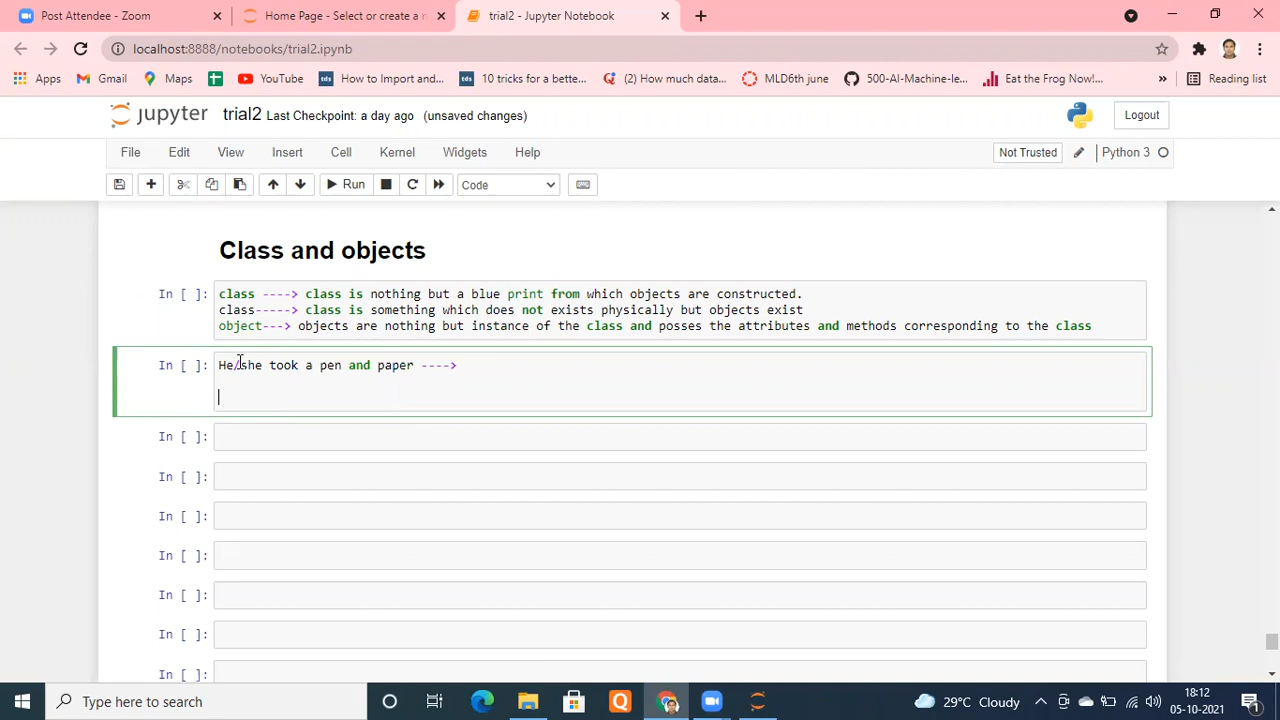 Post Attendee - Zoom
Home Page - Select or create a n
trial2 - Jupyter Notebook
localhost:8888/notebooks/trial2.ipynb
Apps
Gmail
Maps
YouTube
tds
How to Import and...
tds
10 tricks for a bette...
(2) How much data...
MLD6th june
500-AI-Machine-le...
Eat the Frog Now!...
»
Reading list
jupyter
trial2 Last Checkpoint: a day ago (unsaved changes)
Logout
File
Edit
View
Insert
Cell
Kernel
Widgets
Help
Not Trusted
Python 3
Run
Code
Class and objects
In [ ]:
class ----> class is nothing but a blue print from which objects are constructed.
class-----> class is something which does not exists physically but objects exist
object---> objects are nothing but instance of the class and posses the attributes and methods corresponding to the class
In [ ]:
He/she took a pen and paper ---->
In [ ]:
In [ ]:
In [ ]:
In [ ]:
In [ ]:
In [ ]:
In [ ]:
Type here to search
Q
29°C Cloudy
18:12
05-10-2021
1